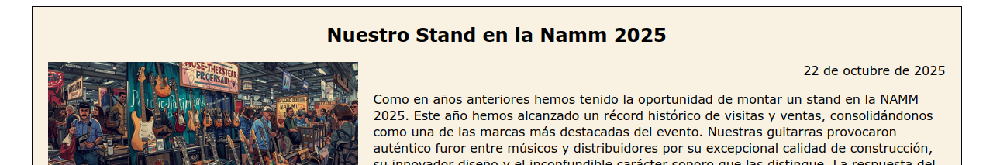 Nuestro Stand en la Namm 2025
22 de octubre de 2025
Como en años anteriores hemos tenido la oportunidad de montar un stand en la NAMM
2025. Este año hemos alcanzado un récord histórico de visitas y ventas, consolidándonos
como una de las marcas más destacadas del evento. Nuestras guitarras provocaron
auténtico furor entre músicos y distribuidores por su excepcional calidad de construcción,
su innovador diseño y el inconfundible carácter sonoro que las distingue. La respuesta del